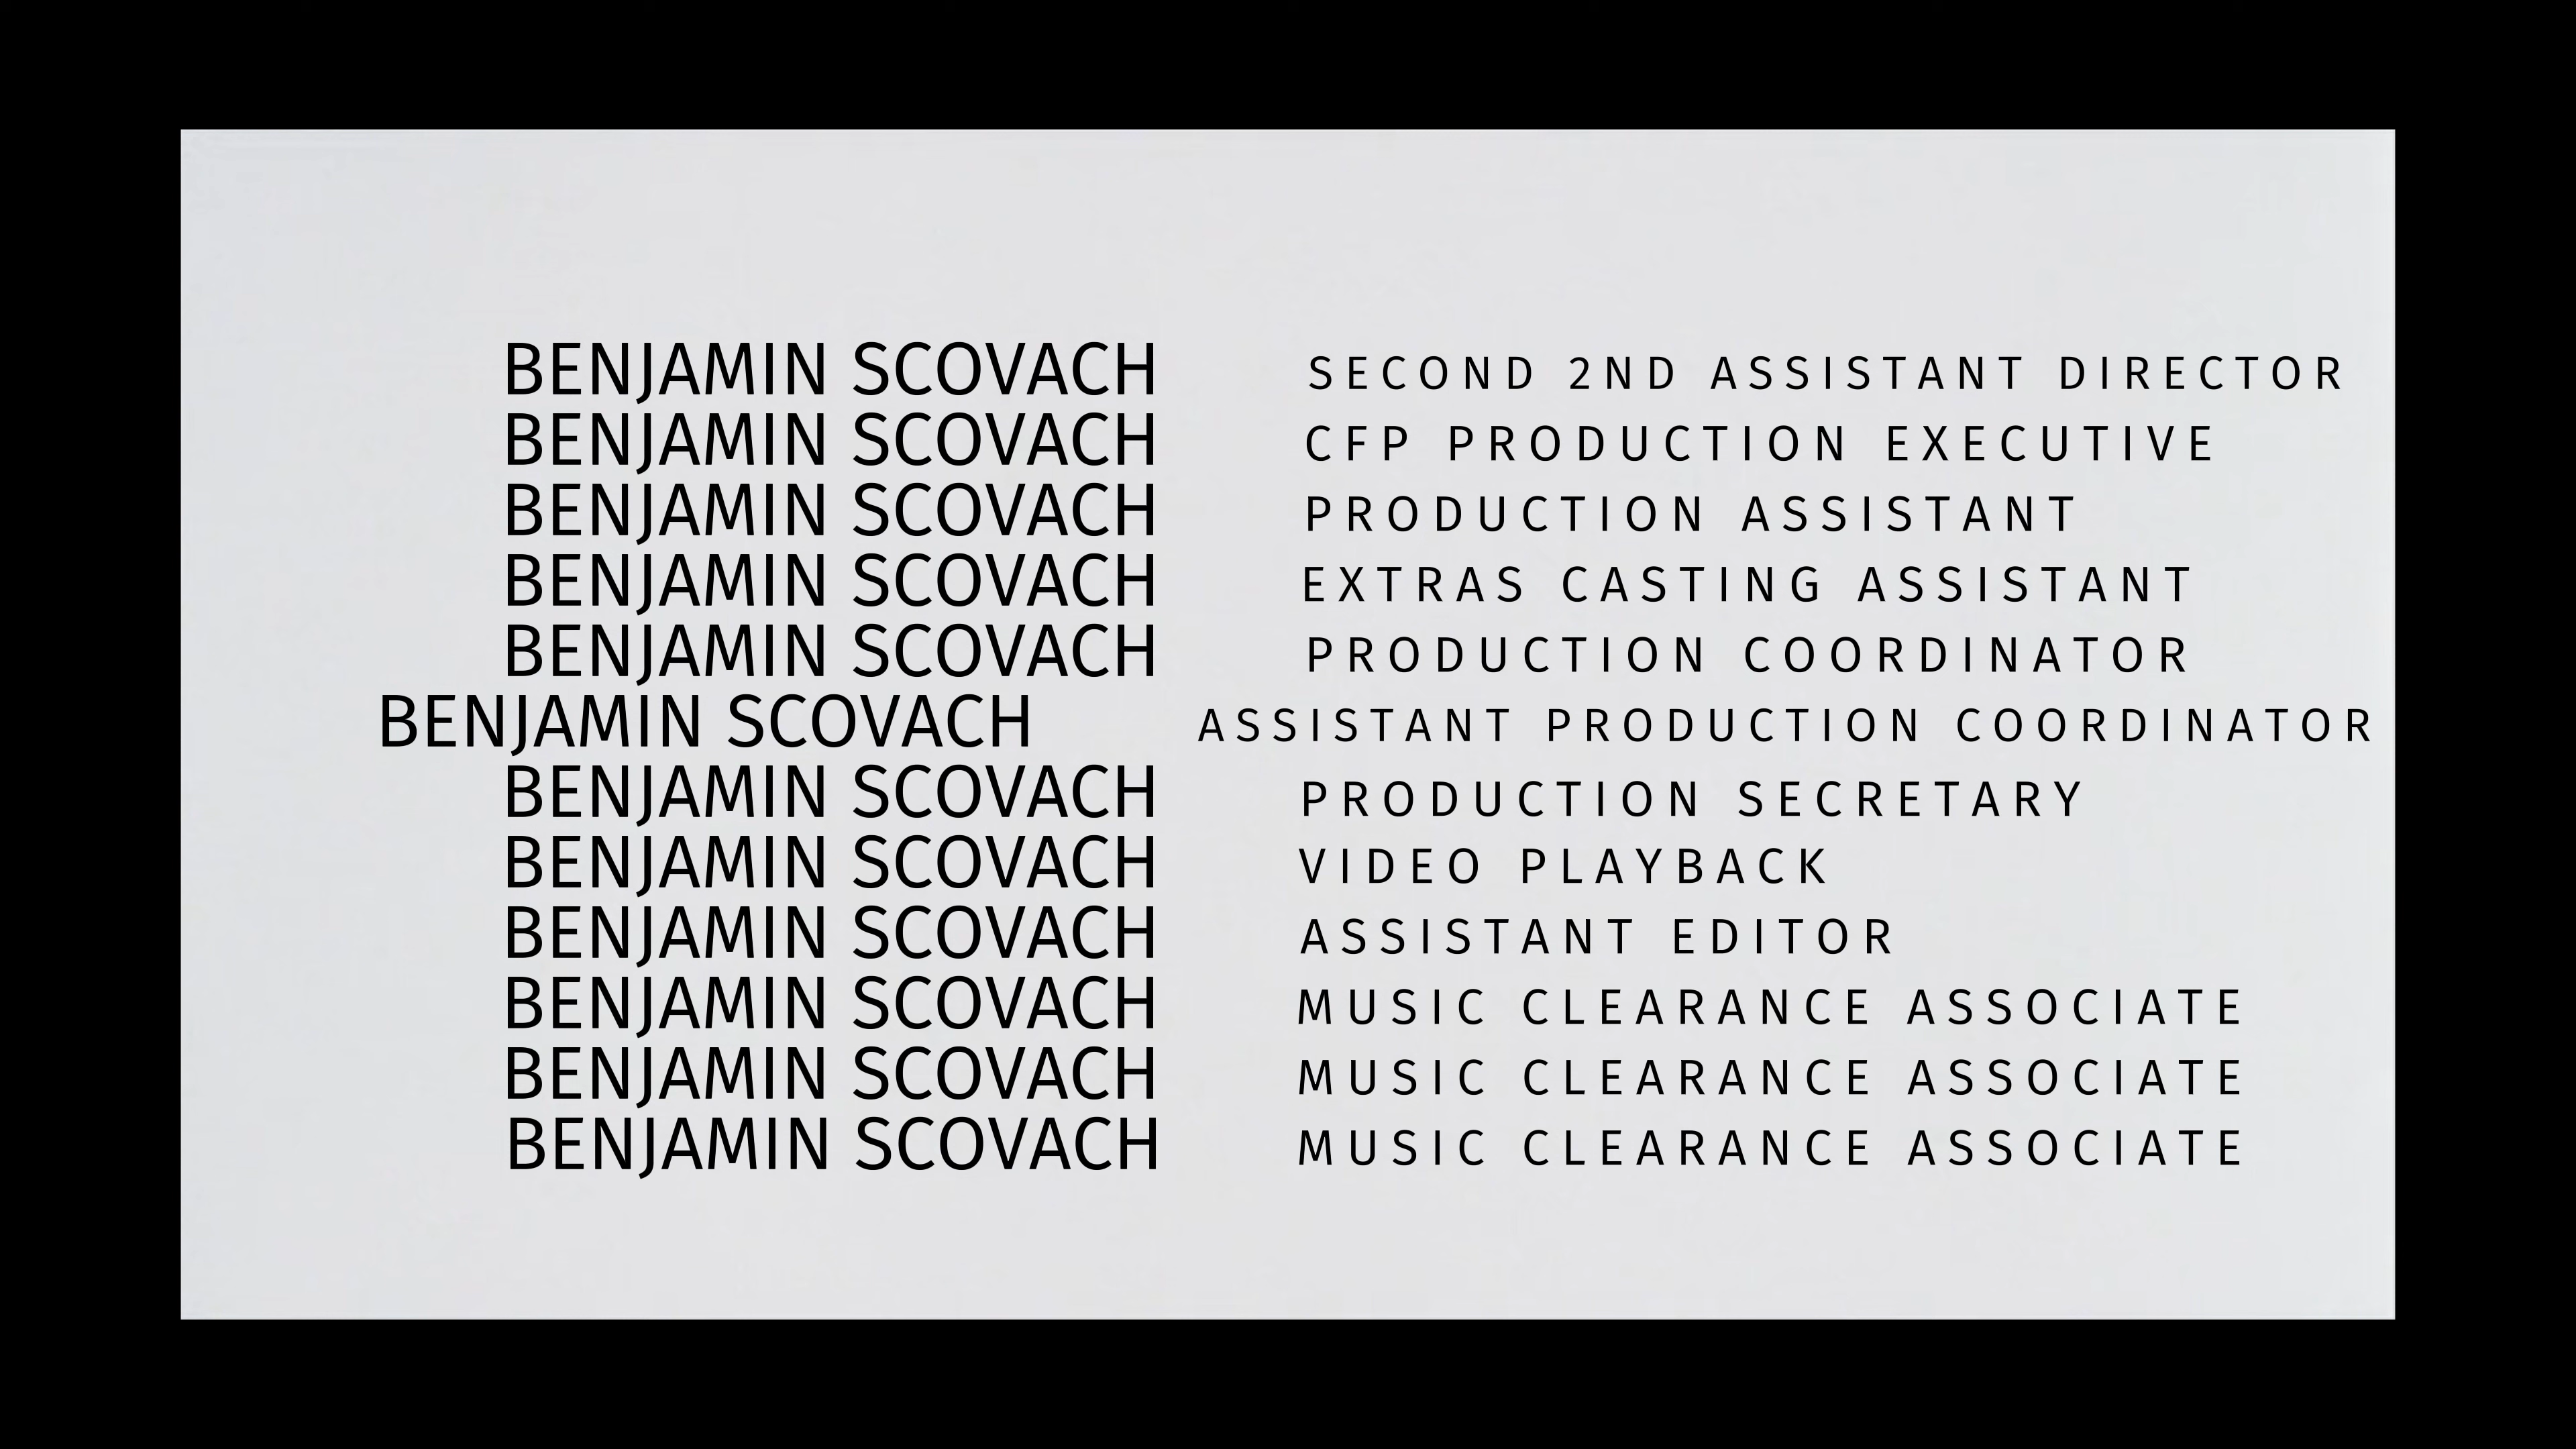 BENJAMIN SCOVACH SECOND 2ND ASSISTANT DIRECTOR
BENJAMIN SCOVACH CFP PRODUCTION EXECUTIVE
BENJAMIN SCOVACH PRODUCTION ASSISTANT
BENJAMIN SCOVACH EXTRAS CASTING ASSISTANT
BENJAMIN SCOVACH PRODUCTION COORDINATOR
BENJAMIN SCOVACH ASSISTANT PRODUCTION COORDINATOR
BENJAMIN SCOVACH PRODUCTION SECRETARY
BENJAMIN SCOVACH VIDEO PLAYBACK
BENJAMIN SCOVACH ASSISTANT EDITOR
BENJAMIN SCOVACH MUSIC CLEARANCE ASSOCIATE
BENJAMIN SCOVACH MUSIC CLEARANCE ASSOCIATE
BENJAMIN SCOVACH MUSIC CLEARANCE ASSOCIATE